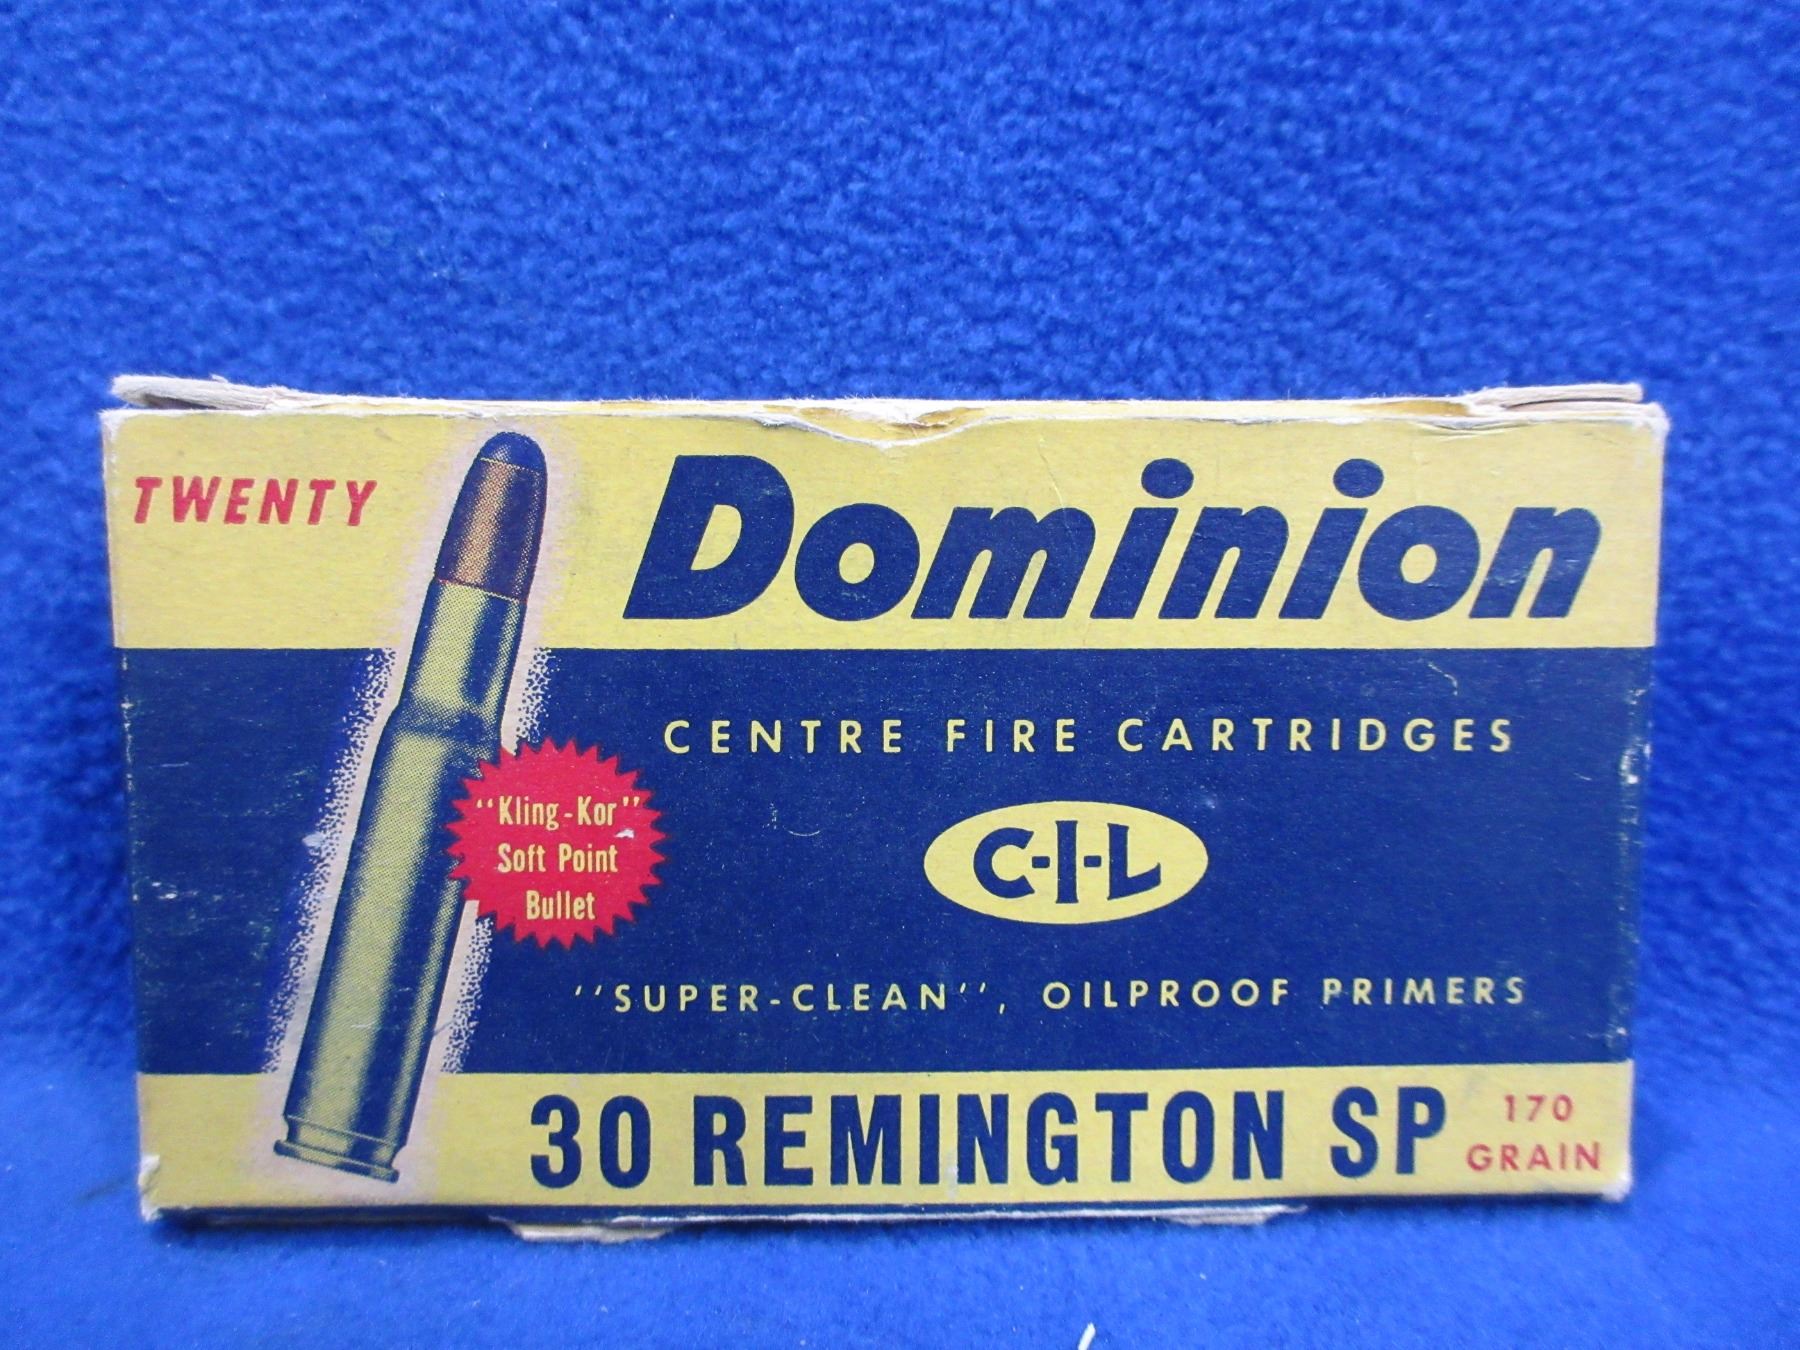 TWENTY
Dominion
CENTRE FIRE CARTRIDGES
"Kling-Kor"
Soft Point
Bullet
C-I-L
"SUPER-CLEAN", OILPROOF PRIMERS
30 REMINGTON SP
170
GRAIN